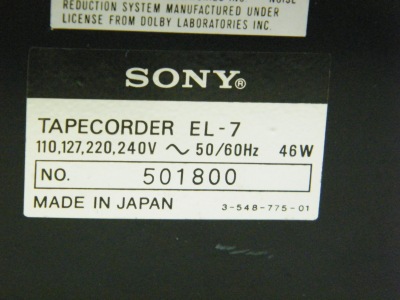 NOISE
REDUCTION SYSTEM MANUFACTURED UNDER
LICENSE FROM DOLBY LABORATORIES INC.
SONY®
TAPECORDER EL-7
110,127,220,240V ~ 50/60Hz 46W
NO. 501800
MADE IN JAPAN 3-548-775-01